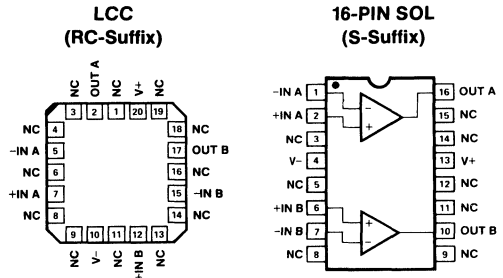 LCC
(RC-Suffix)
NC OUT A NC V+ NC
3 2 1 20 19
NC 4
18 NC
−IN A 5
17 OUT B
NC 6
16 NC
+IN A 7
15 −IN B
NC 8
14 NC
9 10 11 12 13
NC V− NC +IN B NC
16-PIN SOL
(S-Suffix)
−IN A 1
16 OUT A
+IN A 2
15 NC
NC 3
14 NC
V− 4
13 V+
NC 5
12 NC
+IN B 6
11 NC
−IN B 7
10 OUT B
NC 8
9 NC
− +
+ −